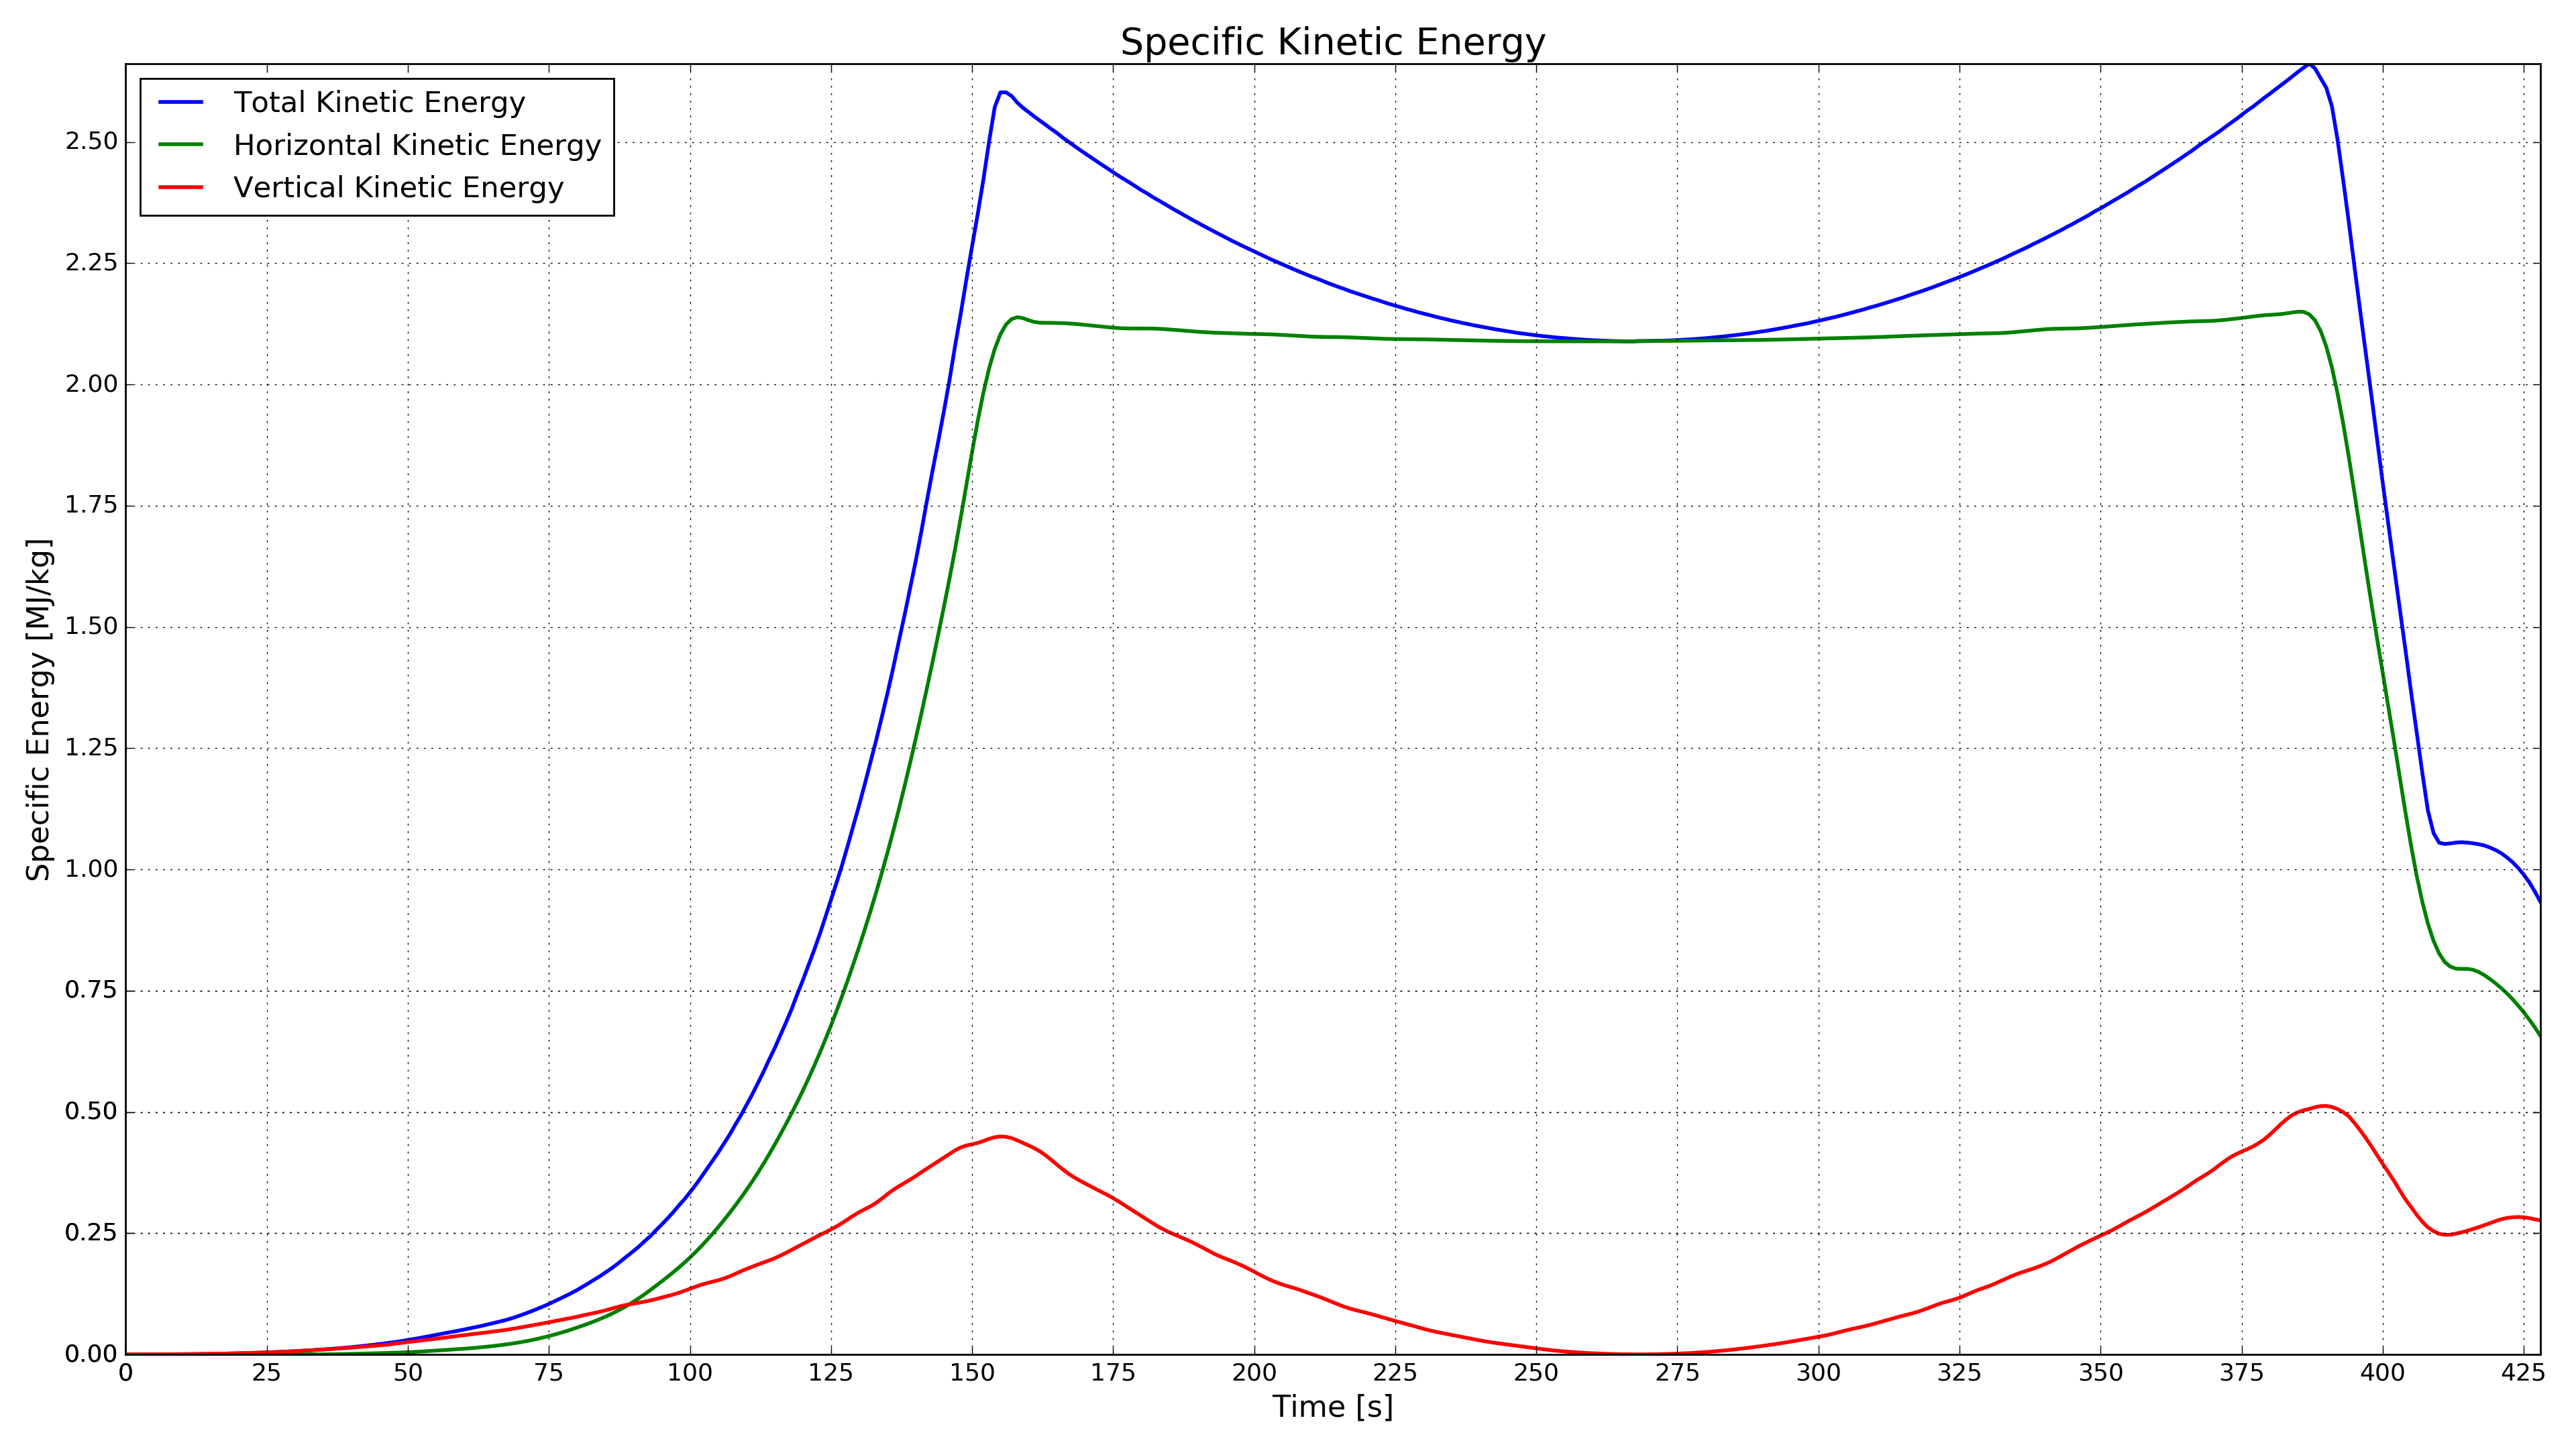 Specific Kinetic Energy
Total Kinetic Energy
Horizontal Kinetic Energy
Vertical Kinetic Energy
Specific Energy [MJ/kg]
2.50
2.25
2.00
1.75
1.50
1.25
1.00
0.75
0.50
0.25
0.00
0 25 50 75 100 125 150 175 200 225 250 275 300 325 350 375 400 425
Time [s]